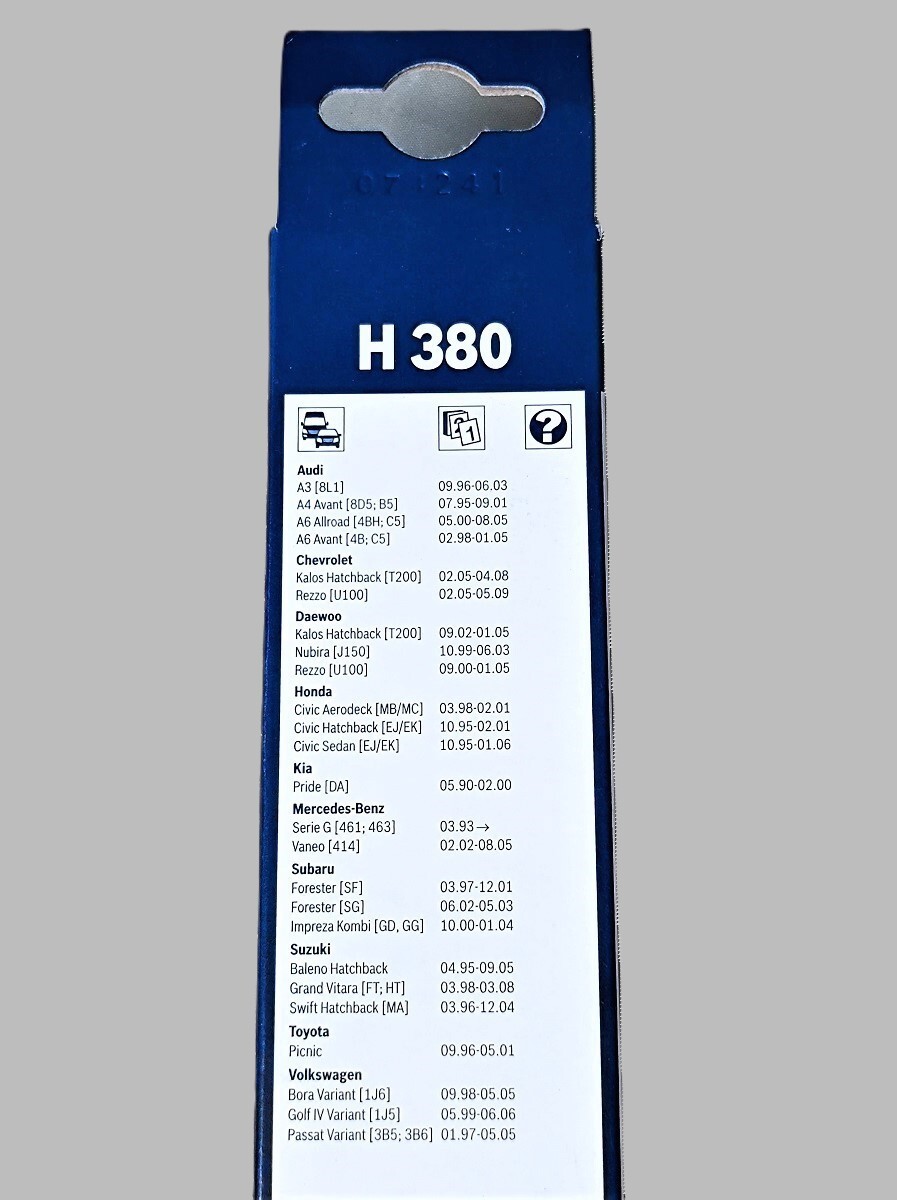 H 380
2 1
?
Audi
A3 [8L1] 09.96-06.03
A4 Avant [8D5; B5] 07.95-09.01
A6 Allroad [4BH; C5] 05.00-08.05
A6 Avant [4B; C5] 02.98-01.05
Chevrolet
Kalos Hatchback [T200] 02.05-04.08
Rezzo [U100] 02.05-05.09
Daewoo
Kalos Hatchback [T200] 09.02-01.05
Nubira [J150] 10.99-06.03
Rezzo [U100] 09.00-01.05
Honda
Civic Aerodeck [MB/MC] 03.98-02.01
Civic Hatchback [EJ/EK] 10.95-02.01
Civic Sedan [EJ/EK] 10.95-01.06
Kia
Pride [DA] 05.90-02.00
Mercedes-Benz
Serie G [461; 463] 03.93→
Vaneo [414] 02.02-08.05
Subaru
Forester [SF] 03.97-12.01
Forester [SG] 06.02-05.03
Impreza Kombi [GD, GG] 10.00-01.04
Suzuki
Baleno Hatchback 04.95-09.05
Grand Vitara [FT; HT] 03.98-03.08
Swift Hatchback [MA] 03.96-12.04
Toyota
Picnic 09.96-05.01
Volkswagen
Bora Variant [1J6] 09.98-05.05
Golf IV Variant [1J5] 05.99-06.06
Passat Variant [3B5; 3B6] 01.97-05.05